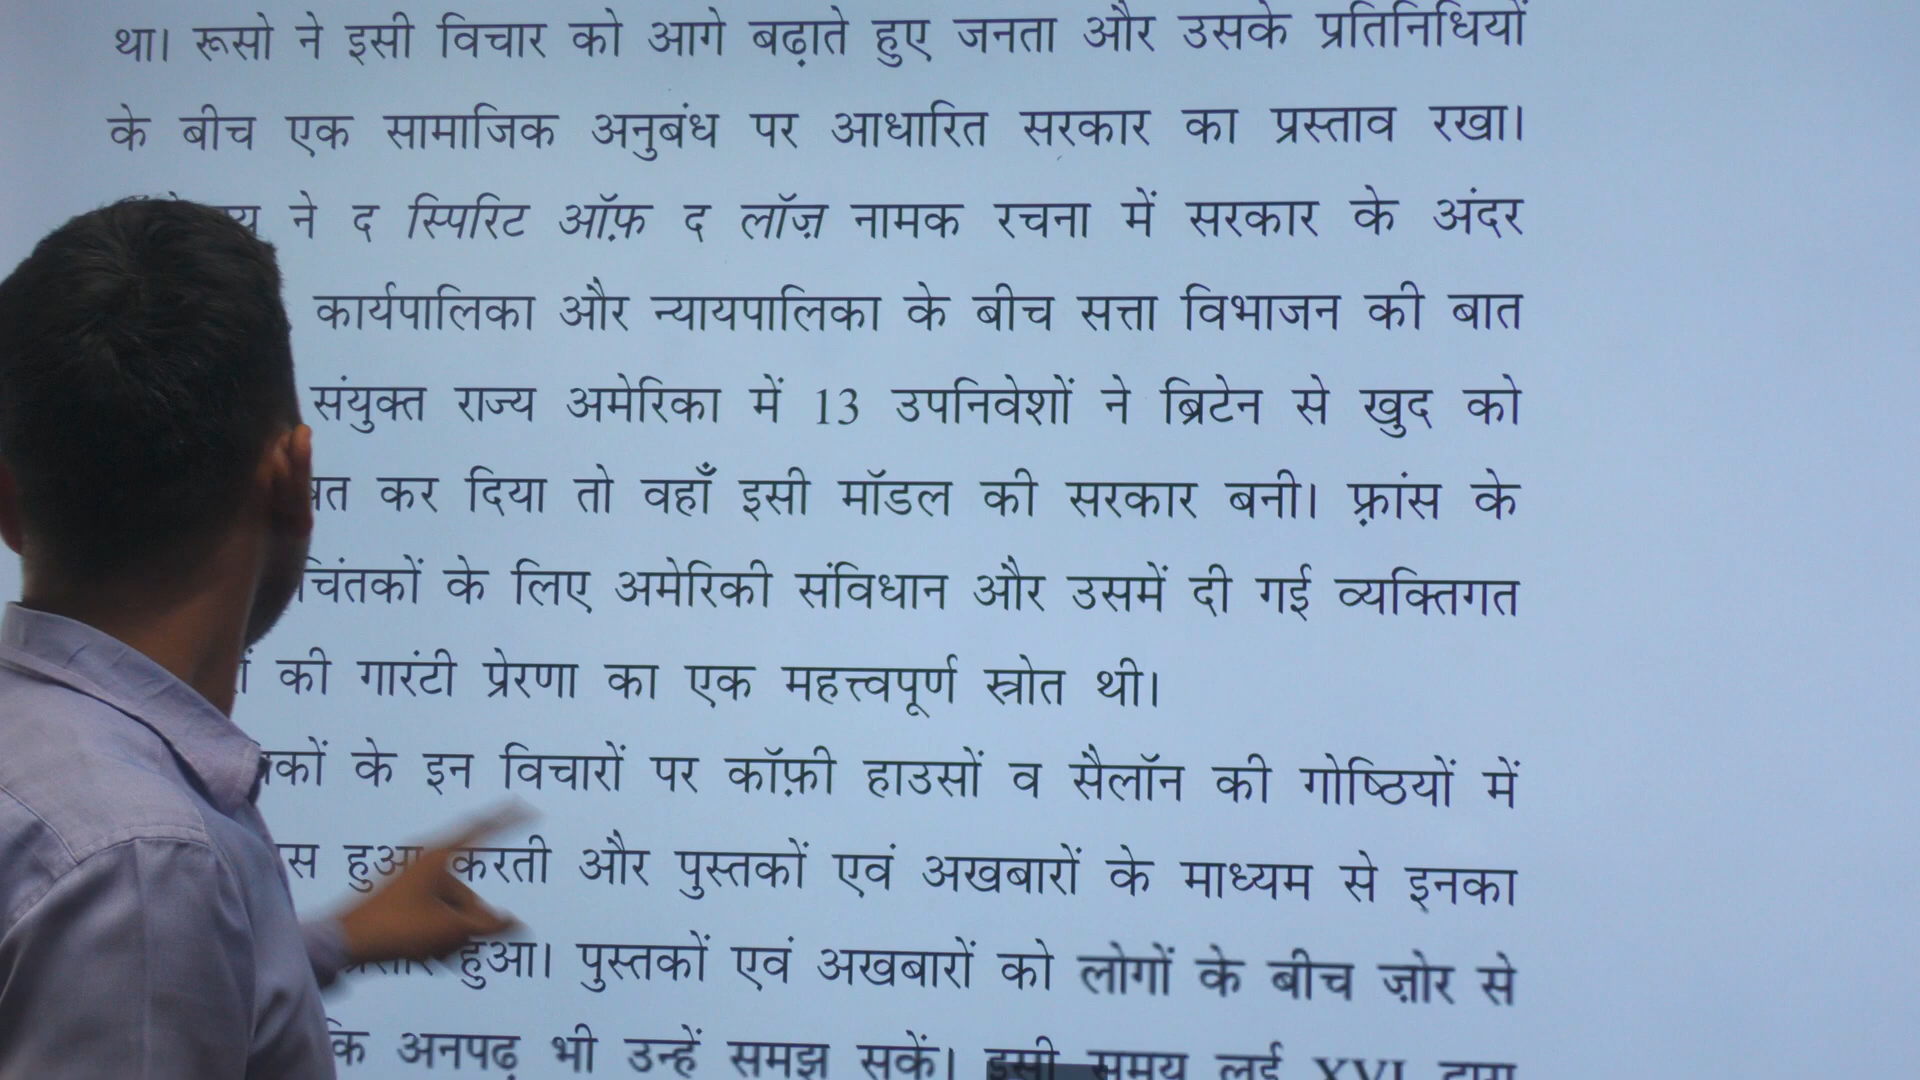 था। रूसो ने इसी विचार को आगे बढ़ाते हुए जनता और उसके प्रतिनिधियों
के बीच एक सामाजिक अनुबंध पर आधारित सरकार का प्रस्ताव रखा।
ने द स्पिरिट ऑफ़ द लॉज़ नामक रचना में सरकार के अंदर
कार्यपालिका और न्यायपालिका के बीच सत्ता विभाजन की बात
संयुक्त राज्य अमेरिका में 13 उपनिवेशों ने ब्रिटेन से खुद को
कर दिया तो वहाँ इसी मॉडल की सरकार बनी। फ़्रांस के
चिंतकों के लिए अमेरिकी संविधान और उसमें दी गई व्यक्तिगत
की गारंटी प्रेरणा का एक महत्त्वपूर्ण स्रोत थी।
के इन विचारों पर कॉफ़ी हाउसों व सैलॉन की गोष्ठियों में
हुआ करती और पुस्तकों एवं अखबारों के माध्यम से इनका
हुआ। पुस्तकों एवं अखबारों को लोगों के बीच ज़ोर से
अनपढ़ भी उन्हें समझ सकें। इसी समय लुई XVI द्वारा